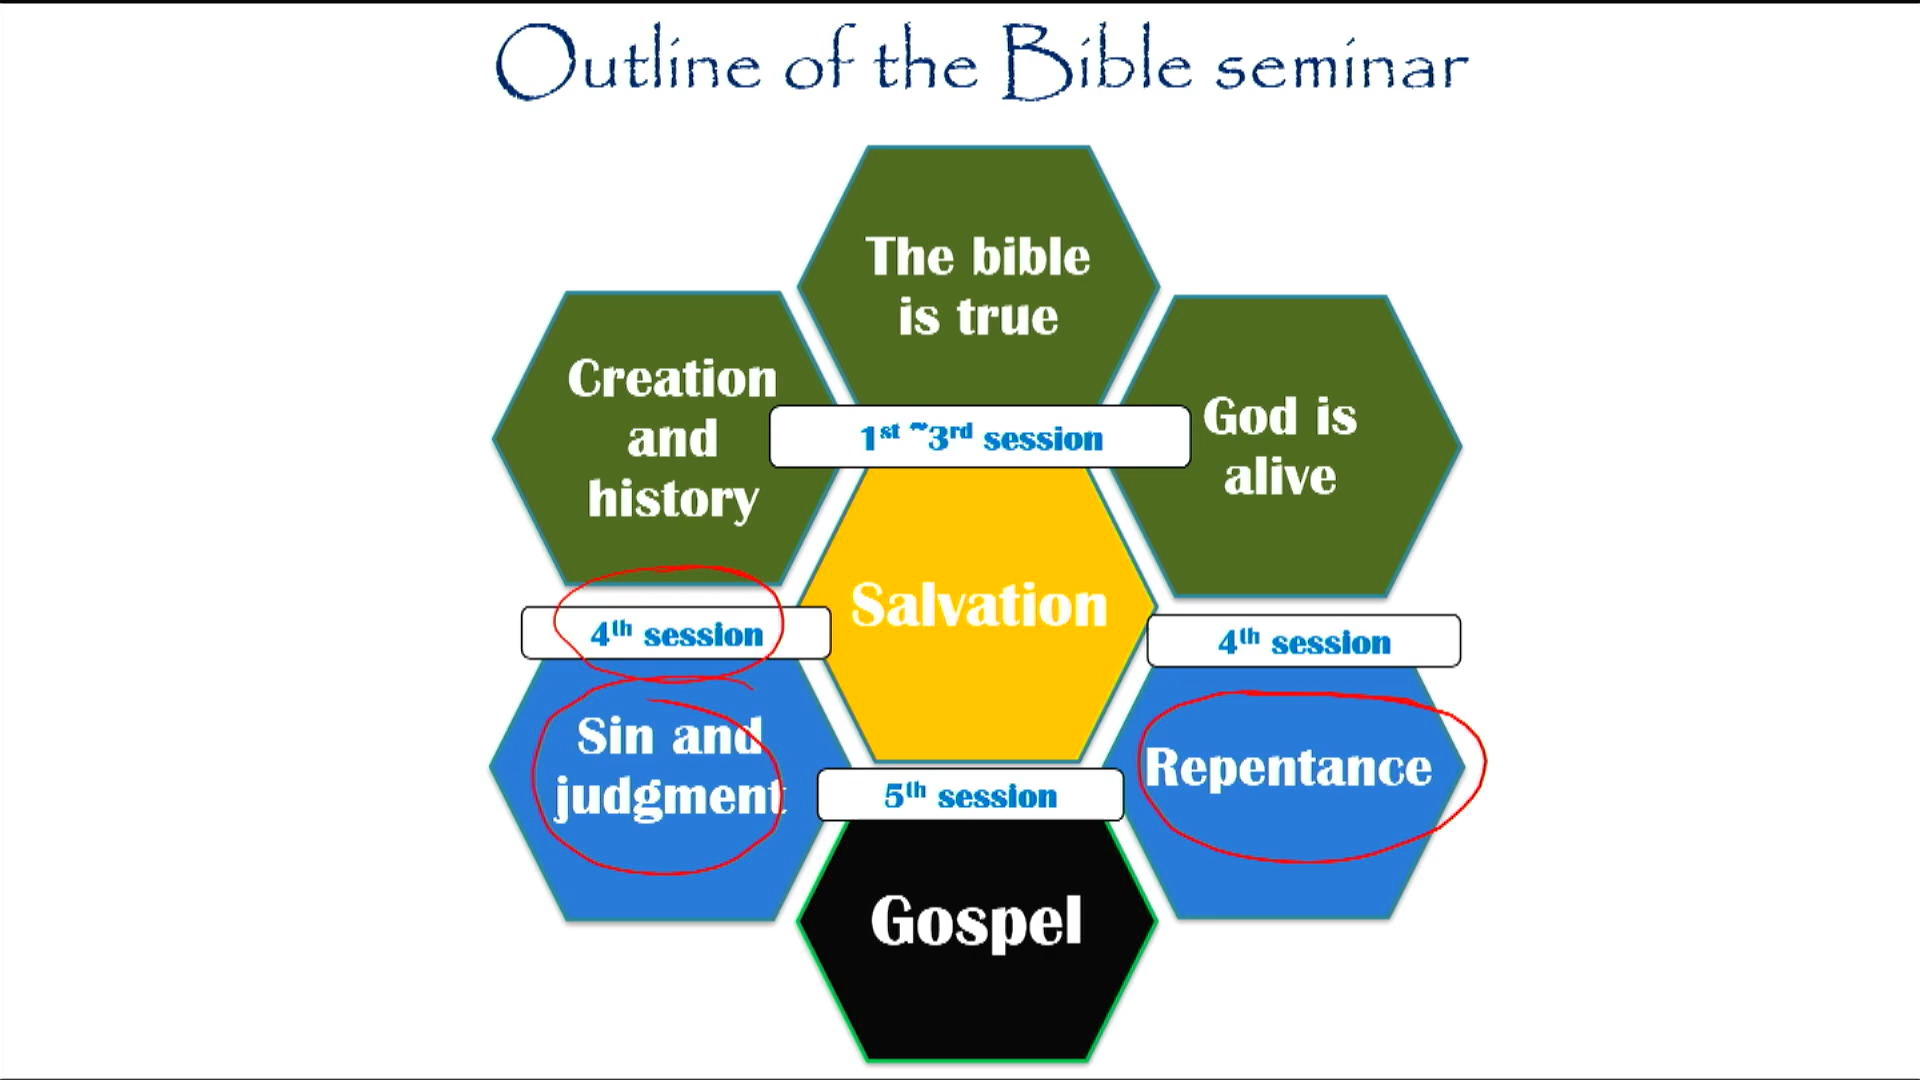 Outline of the Bible seminar
The bible
is true
Creation
and
history
God is
alive
1st ~3rd session
Salvation
4th session
4th session
Sin and
judgment
Repentance
5th session
Gospel